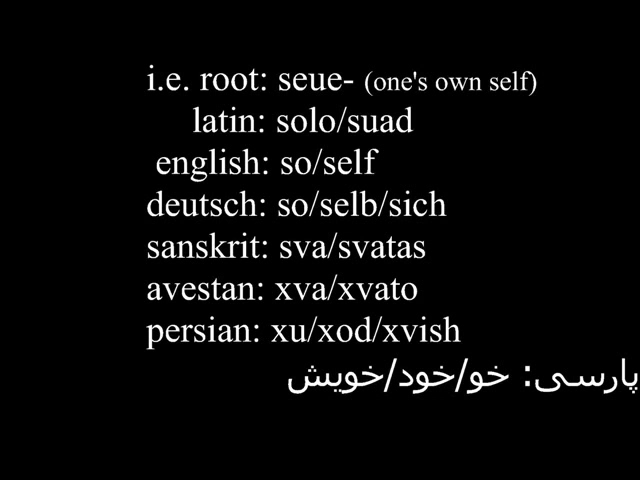 i.e. root: seue- (one's own self)
latin: solo/suad
english: so/self
deutsch: so/selb/sich
sanskrit: sva/svatas
avestan: xva/xvato
persian: xu/xod/xvish
پارسی: خو/خود/خویش